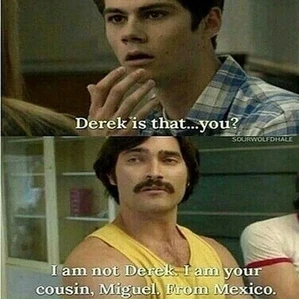 Derek is that...you?
SOURWOLFDHALE
I am not Derek. I am your
cousin, Miguel. From Mexico.